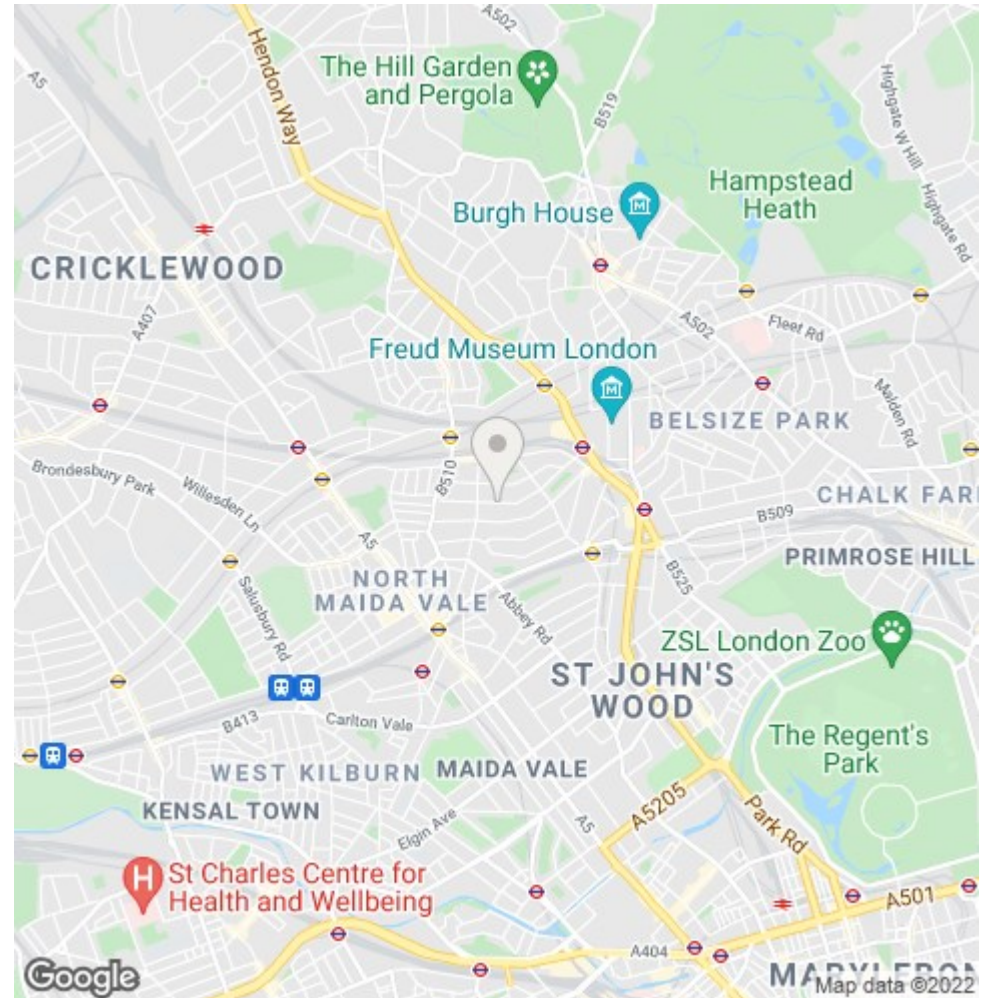 A502
Hendon Way
The Hill Garden
and Pergola
A5
B519
Highgate W Hill
Highgate Rd
Hampstead
Heath
Burgh House
CRICKLEWOOD
A407
A502
Fleet Rd
Freud Museum London
Malden Rd
BELSIZE PARK
B510
Brondesbury Park
Willesden Ln
A5
CHALK FAR
B509
PRIMROSE HILL
B525
NORTH
MAIDA VALE
Abbey Rd
Salusbury Rd
ZSL London Zoo
ST JOHN'S
WOOD
B413
Carlton Vale
The Regent's
Park
WEST KILBURN
MAIDA VALE
KENSAL TOWN
A5205
Park Rd
Elgin Ave
A5
St Charles Centre for
Health and Wellbeing
H
A501
A404
Google
Map data ©2022